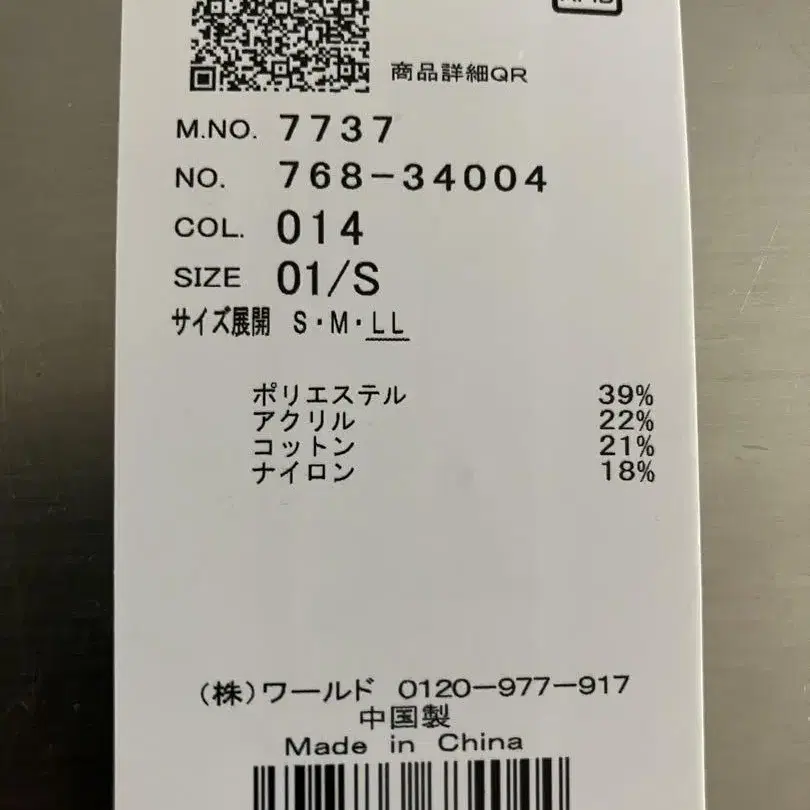 商品詳細QR
M.NO. 7737
NO. 768-34004
COL. 014
SIZE 01/S
サイズ展開 S・M・LL
ポリエステル 39%
アクリル 22%
コットン 21%
ナイロン 18%
(株)ワールド 0120-977-917
中国製
Made in China